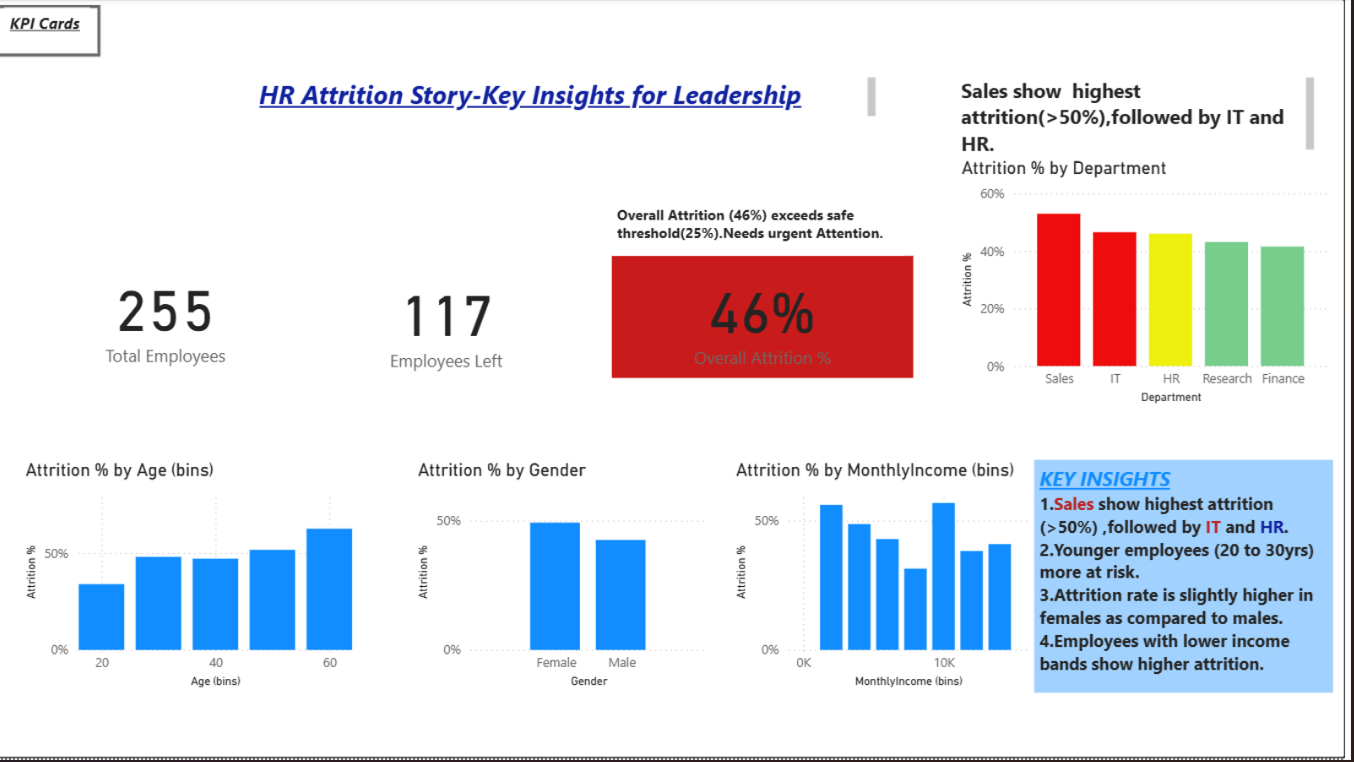 KPI Cards
HR Attrition Story-Key Insights for Leadership
Sales show  highest
attrition(>50%),followed by IT and
HR.
Attrition % by Department
60%
40%
20%
0%
Attrition %
Sales IT HR Research Finance
Department
Overall Attrition (46%) exceeds safe
threshold(25%).Needs urgent Attention.
255
Total Employees
117
Employees Left
46%
Overall Attrition %
Attrition % by Age (bins)
50%
0%
Attrition %
20 40 60
Age (bins)
Attrition % by Gender
50%
0%
Attrition %
Female Male
Gender
Attrition % by MonthlyIncome (bins)
50%
0%
Attrition %
0K 10K
MonthlyIncome (bins)
KEY INSIGHTS
1.Sales show highest attrition
(>50%) ,followed by IT and HR.
2.Younger employees (20 to 30yrs)
more at risk.
3.Attrition rate is slightly higher in
females as compared to males.
4.Employees with lower income
bands show higher attrition.